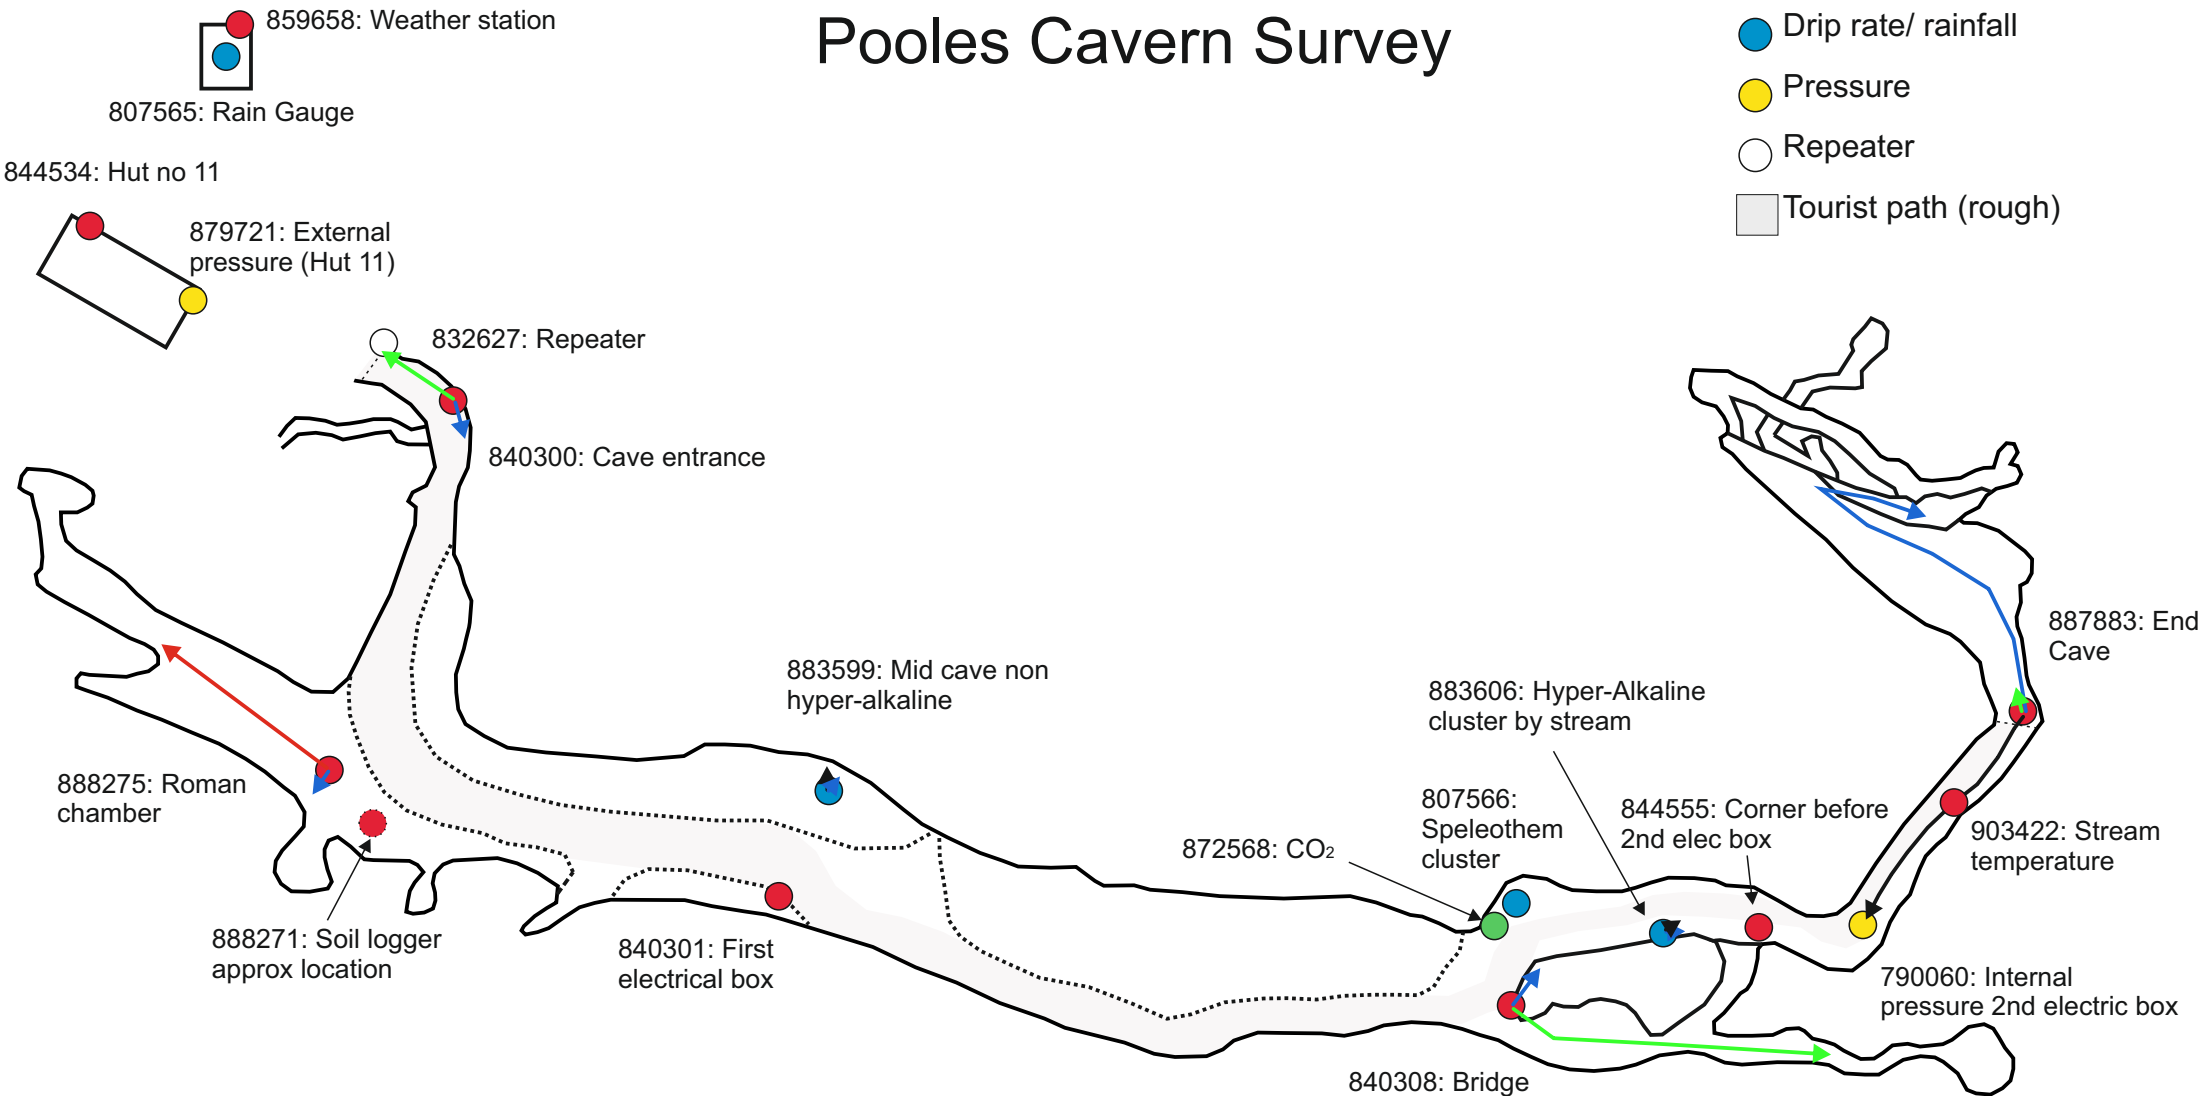 Pooles Cavern Survey
859658: Weather station
807565: Rain Gauge
844534: Hut no 11
879721: External
pressure (Hut 11)
832627: Repeater
840300: Cave entrance
Drip rate/ rainfall
Pressure
Repeater
Tourist path (rough)
887883: End
Cave
883599: Mid cave non
hyper-alkaline
883606: Hyper-Alkaline
cluster by stream
888275: Roman
chamber
807566:
Speleothem
cluster
844555: Corner before
2nd elec box
872568: CO₂
903422: Stream
temperature
888271: Soil logger
approx location
840301: First
electrical box
790060: Internal
pressure 2nd electric box
840308: Bridge